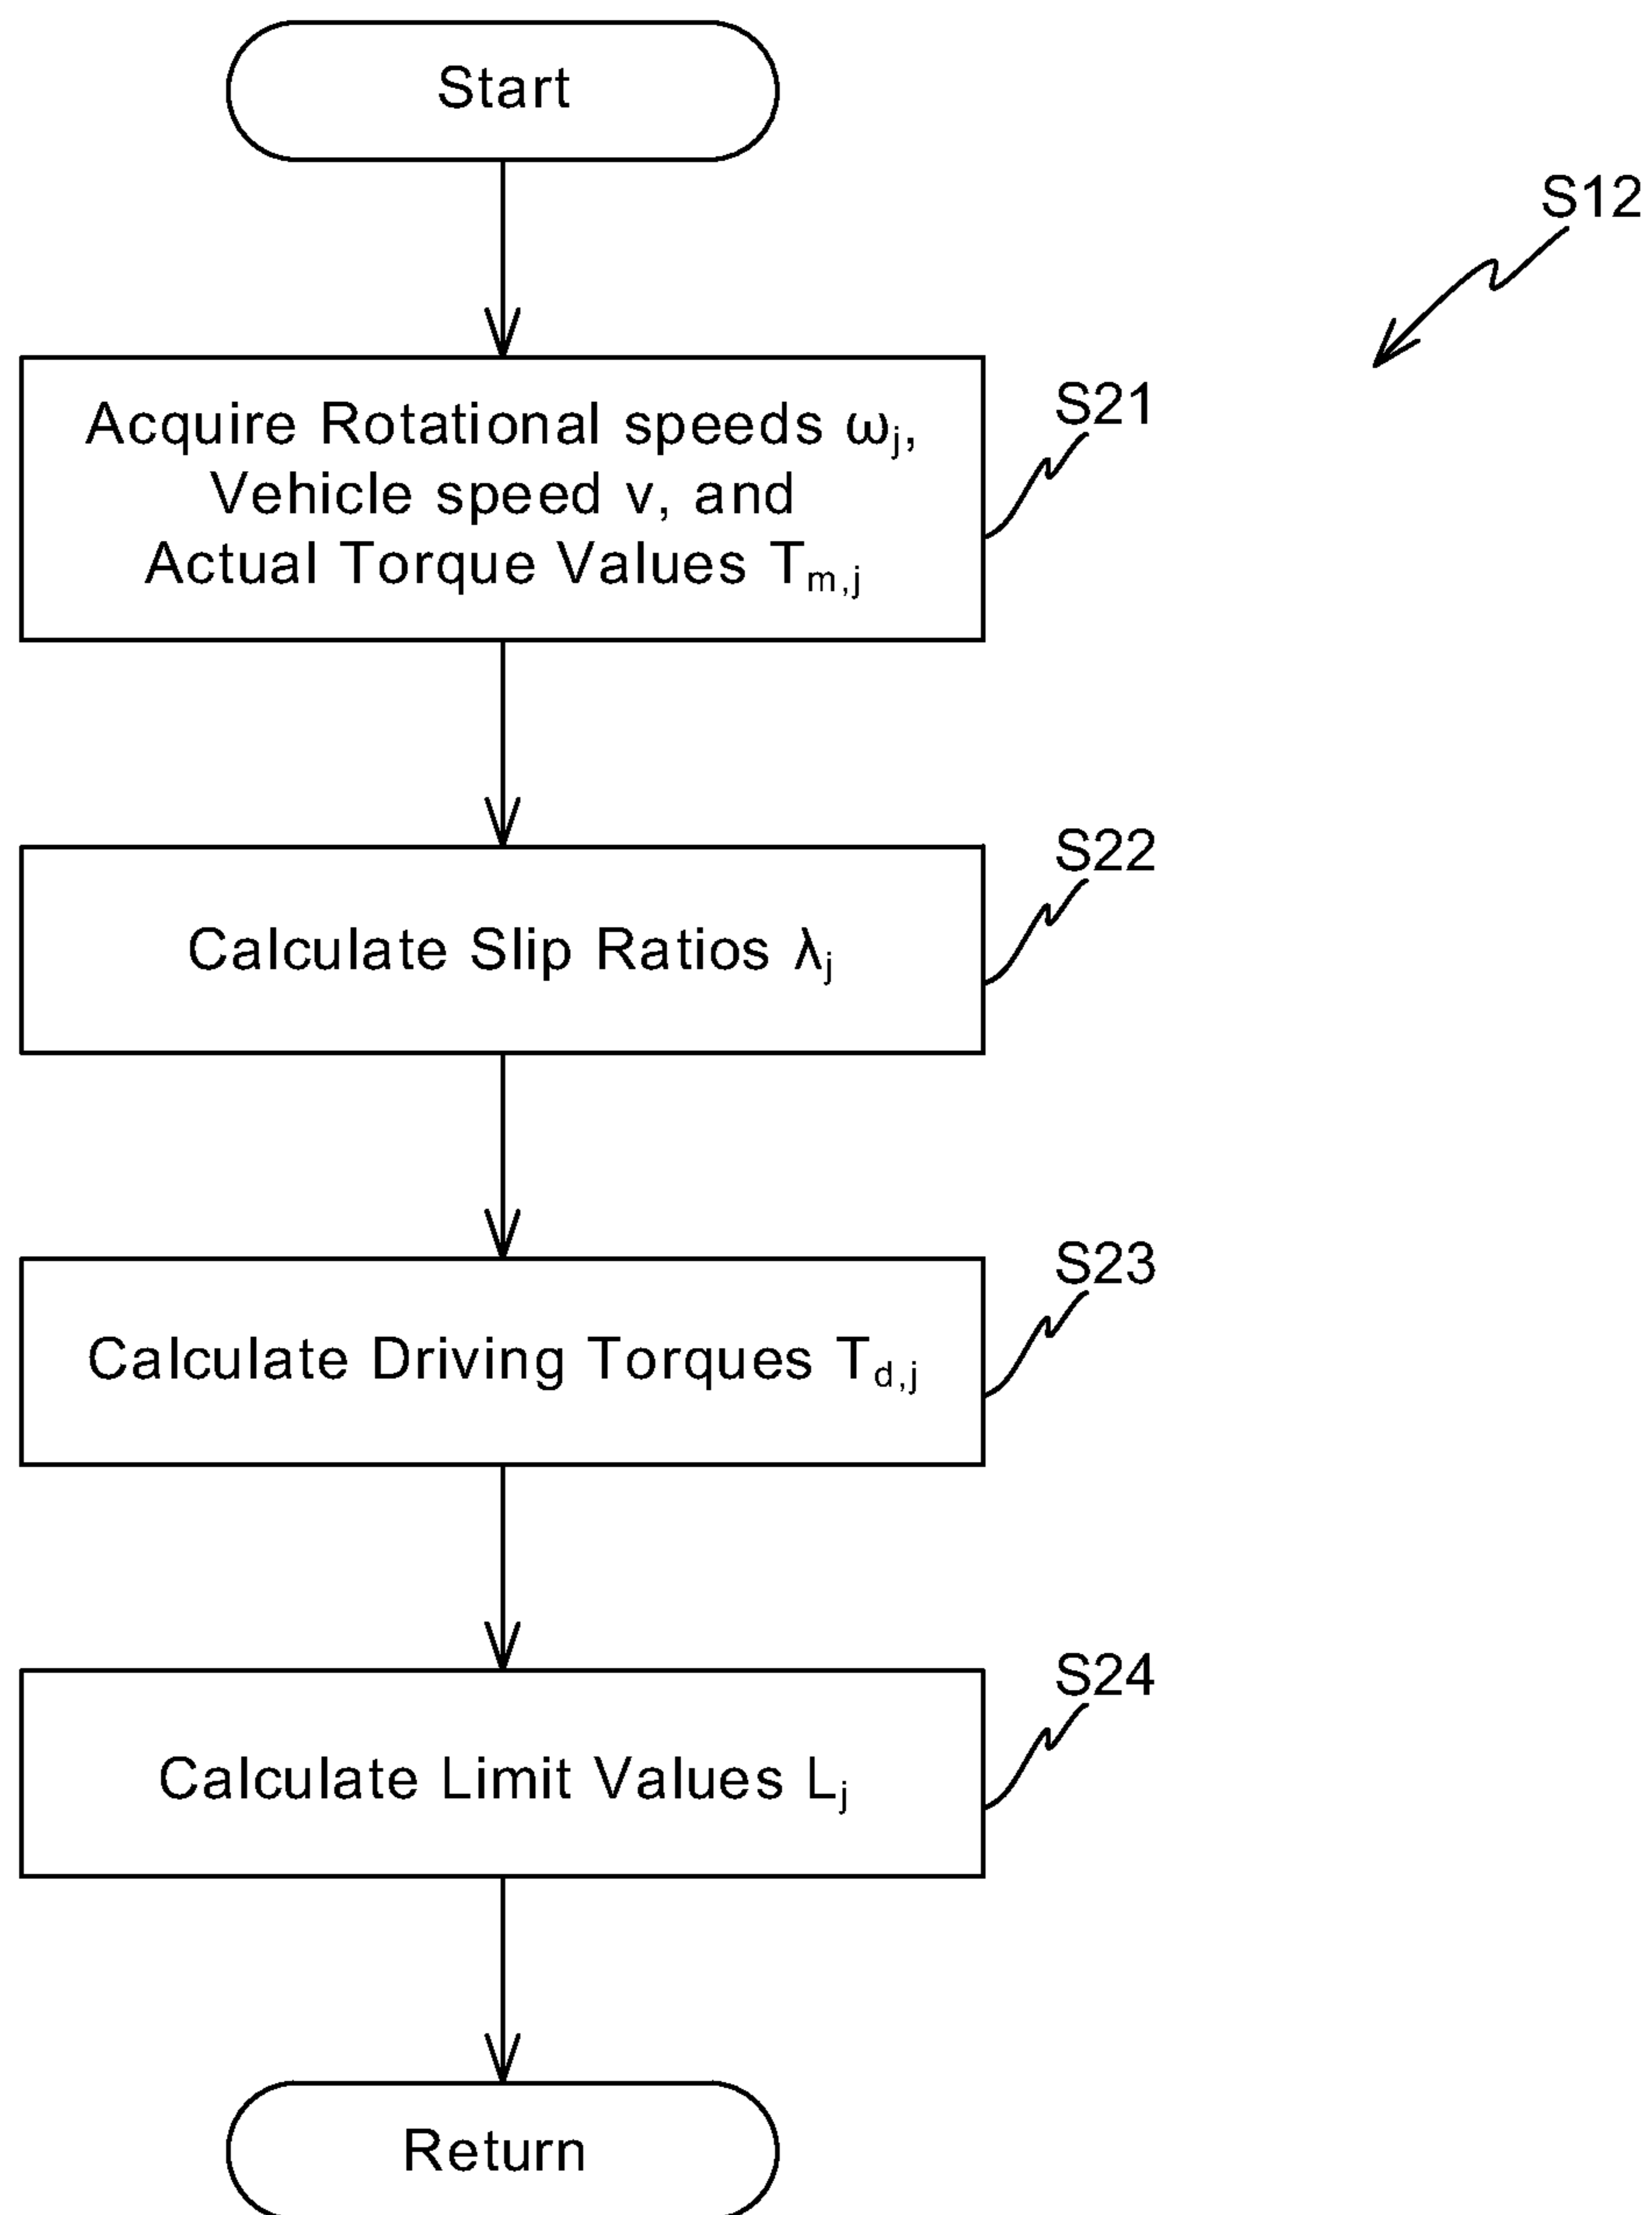 Start
S12
S21
Acquire Rotational speeds ωj,
Vehicle speed v, and
Actual Torque Values Tm,j
S22
Calculate Slip Ratios λj
S23
Calculate Driving Torques Td,j
S24
Calculate Limit Values Lj
Return